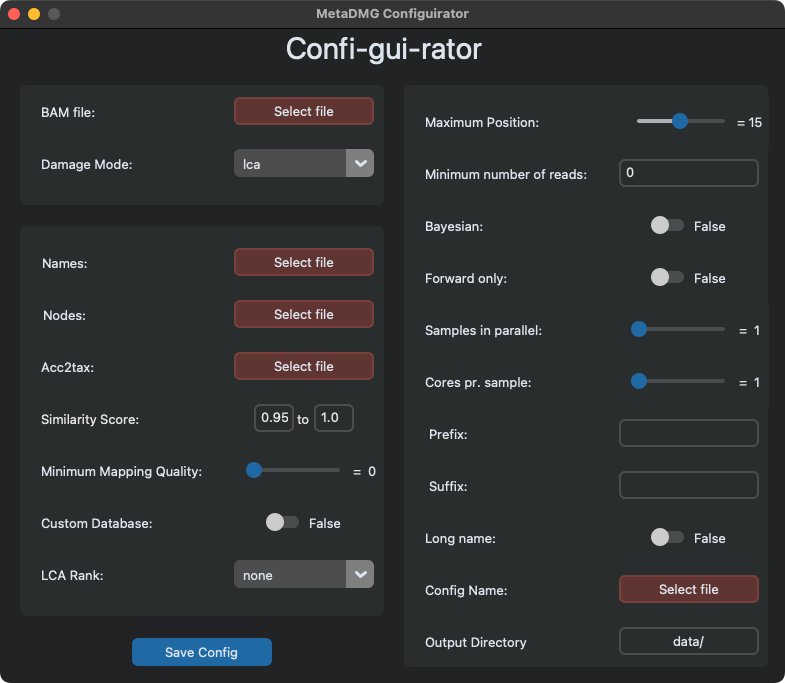 MetaDMG Configuirator
Confi-gui-rator
BAM file: Select file
Damage Mode: lca
Names: Select file
Nodes: Select file
Acc2tax: Select file
Similarity Score: 0.95 to 1.0
Minimum Mapping Quality: = 0
Custom Database: False
LCA Rank: none
Save Config
Maximum Position: = 15
Minimum number of reads: 0
Bayesian: False
Forward only: False
Samples in parallel: = 1
Cores pr. sample: = 1
Prefix:
Suffix:
Long name: False
Config Name: Select file
Output Directory data/